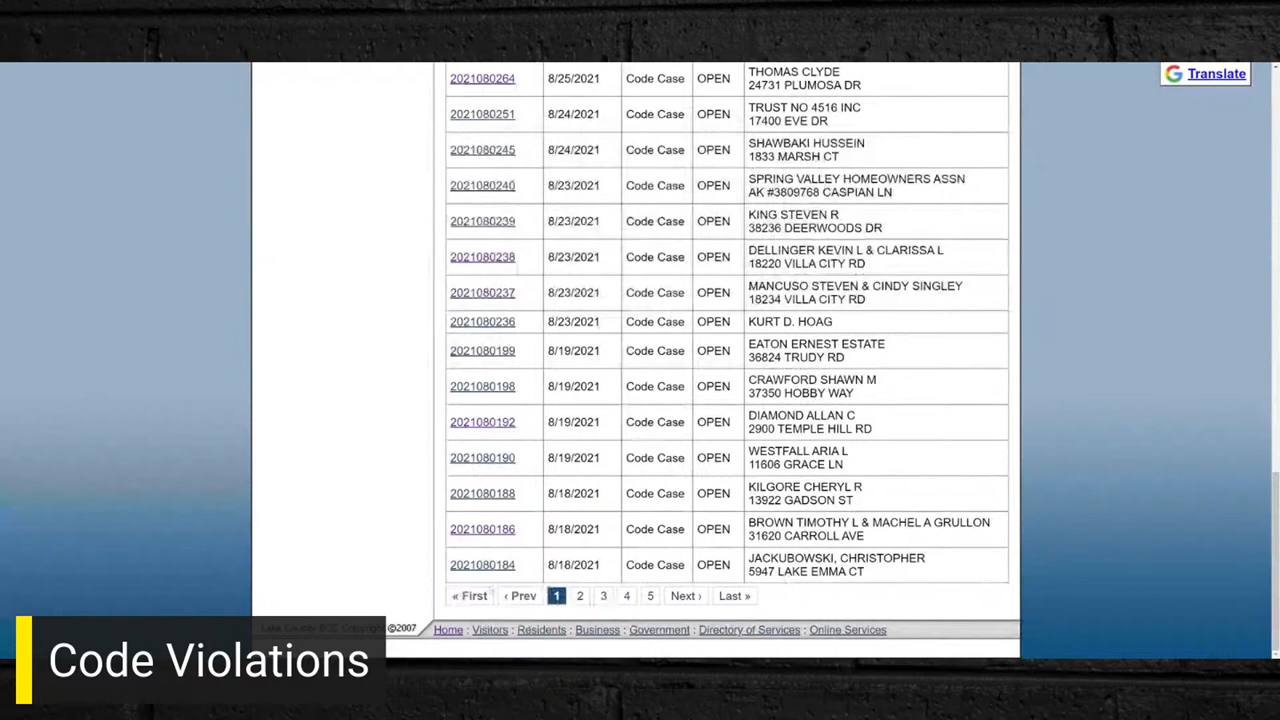 Translate
2021080264 8/25/2021 Code Case OPEN THOMAS CLYDE
24731 PLUMOSA DR
2021080251 8/24/2021 Code Case OPEN TRUST NO 4516 INC
17400 EVE DR
2021080245 8/24/2021 Code Case OPEN SHAWBAKI HUSSEIN
1833 MARSH CT
2021080240 8/23/2021 Code Case OPEN SPRING VALLEY HOMEOWNERS ASSN
AK #3809768 CASPIAN LN
2021080239 8/23/2021 Code Case OPEN KING STEVEN R
38236 DEERWOODS DR
2021080238 8/23/2021 Code Case OPEN DELLINGER KEVIN L & CLARISSA L
18220 VILLA CITY RD
2021080237 8/23/2021 Code Case OPEN MANCUSO STEVEN & CINDY SINGLEY
18234 VILLA CITY RD
2021080236 8/23/2021 Code Case OPEN KURT D. HOAG
2021080199 8/19/2021 Code Case OPEN EATON ERNEST ESTATE
36824 TRUDY RD
2021080198 8/19/2021 Code Case OPEN CRAWFORD SHAWN M
37350 HOBBY WAY
2021080192 8/19/2021 Code Case OPEN DIAMOND ALLAN C
2900 TEMPLE HILL RD
2021080190 8/19/2021 Code Case OPEN WESTFALL ARIA L
11606 GRACE LN
2021080188 8/18/2021 Code Case OPEN KILGORE CHERYL R
13922 GADSON ST
2021080186 8/18/2021 Code Case OPEN BROWN TIMOTHY L & MACHEL A GRULLON
31620 CARROLL AVE
2021080184 8/18/2021 Code Case OPEN JACKUBOWSKI, CHRISTOPHER
5947 LAKE EMMA CT
« First ‹ Prev 1 2 3 4 5 Next › Last »
Lake County BCC Copyright ©2007 Home : Visitors : Residents : Business : Government : Directory of Services : Online Services
Code Violations